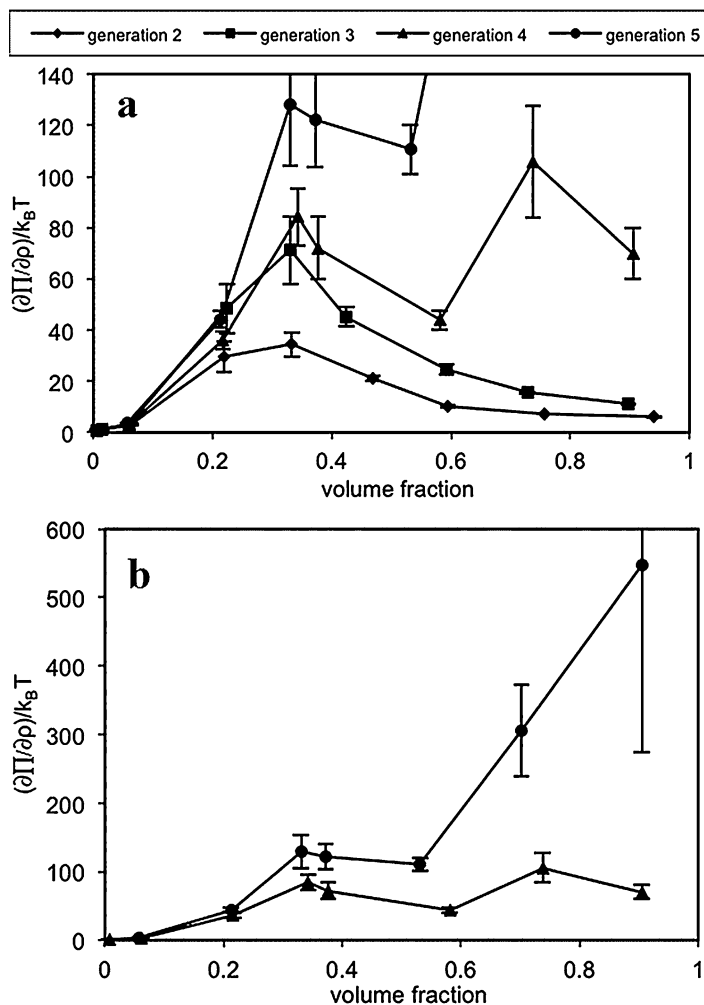 generation 2 generation 3 generation 4 generation 5
a
140
120
100
80
60
40
20
0
(∂Π/∂ρ)/k_BT
0 0.2 0.4 0.6 0.8 1
volume fraction
b
600
500
400
300
200
100
0
(∂Π/∂ρ)/k_BT
0 0.2 0.4 0.6 0.8 1
volume fraction